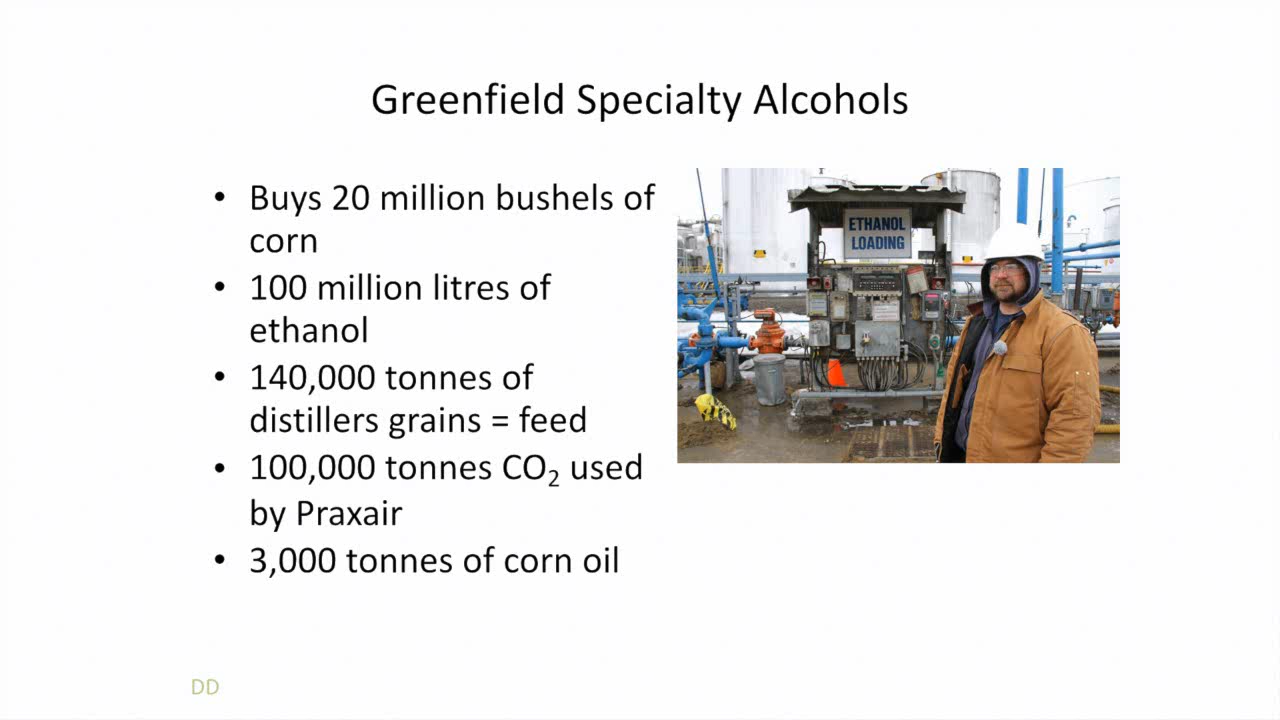 Greenfield Specialty Alcohols
• Buys 20 million bushels of
corn
• 100 million litres of
ethanol
• 140,000 tonnes of
distillers grains = feed
• 100,000 tonnes CO₂ used
by Praxair
• 3,000 tonnes of corn oil
ETHANOL
LOADING
DD